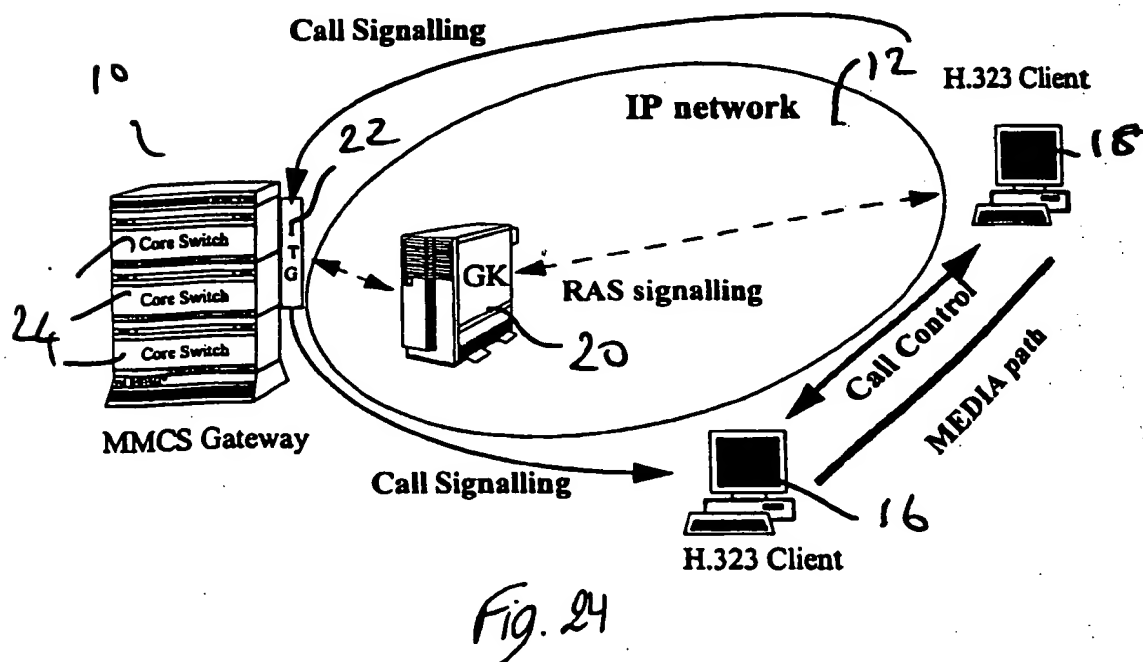 Call Signalling
10
12
H.323 Client
IP network
22
18
I
T
G
Core Switch
Core Switch
Core Switch
GK
RAS signalling
24
20
Call Control
MEDIA path
MMCS Gateway
Call Signalling
16
H.323 Client
Fig. 24